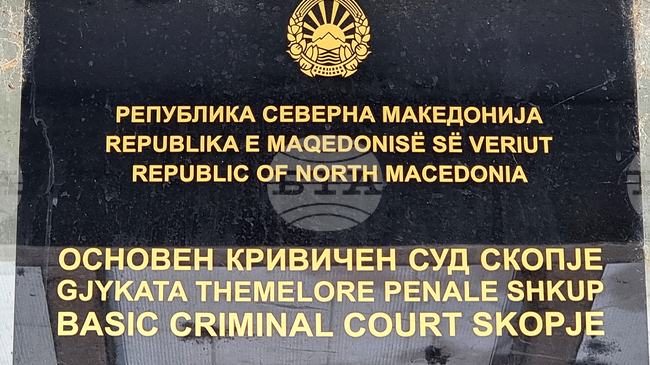 РЕПУБЛИКА СЕВЕРНА МАКЕДОНИЈА
REPUBLIKA E MAQEDONISË SË VERIUT
REPUBLIC OF NORTH MACEDONIA
BTA
ОСНОВЕН КРИВИЧЕН СУД СКОПЈЕ
GJYKATA THEMELORE PENALE SHKUP
BASIC CRIMINAL COURT SKOPJE